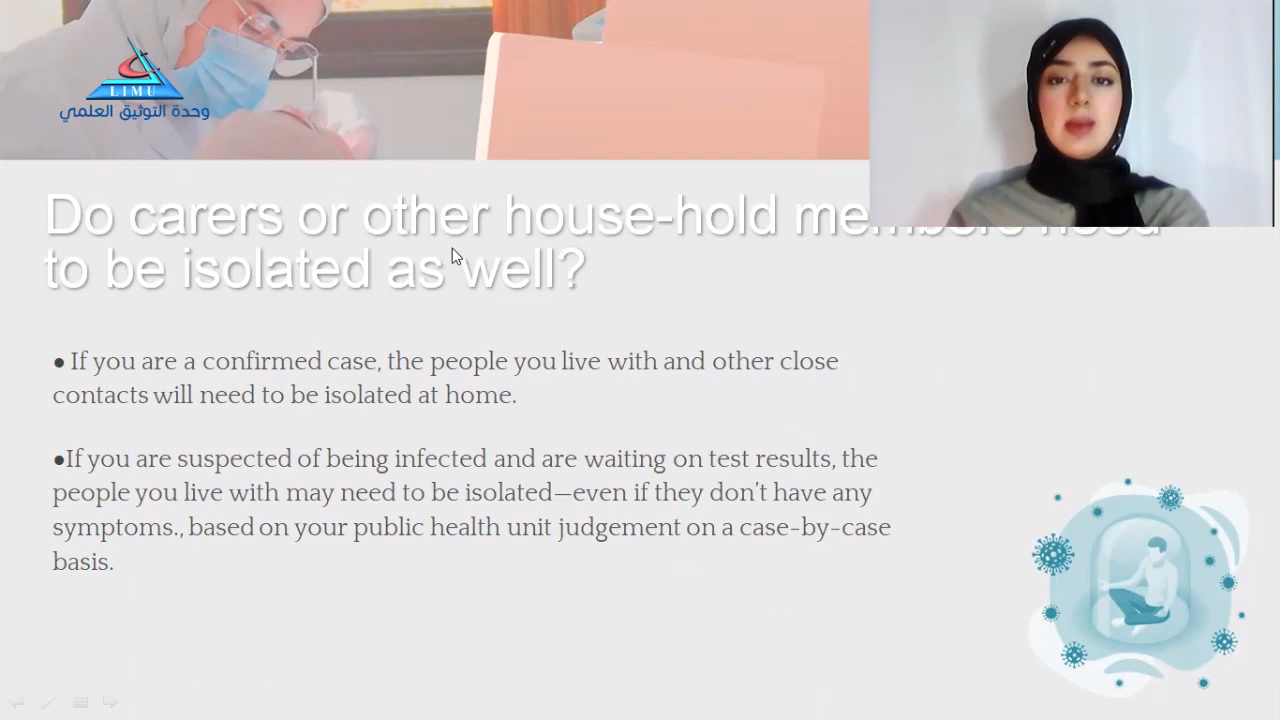 LIMU
وحدة التوثيق العلمي
Do carers or other house-hold members need
to be isolated as well?
● If you are a confirmed case, the people you live with and other close
contacts will need to be isolated at home.
●If you are suspected of being infected and are waiting on test results, the
people you live with may need to be isolated—even if they don't have any
symptoms., based on your public health unit judgement on a case-by-case
basis.